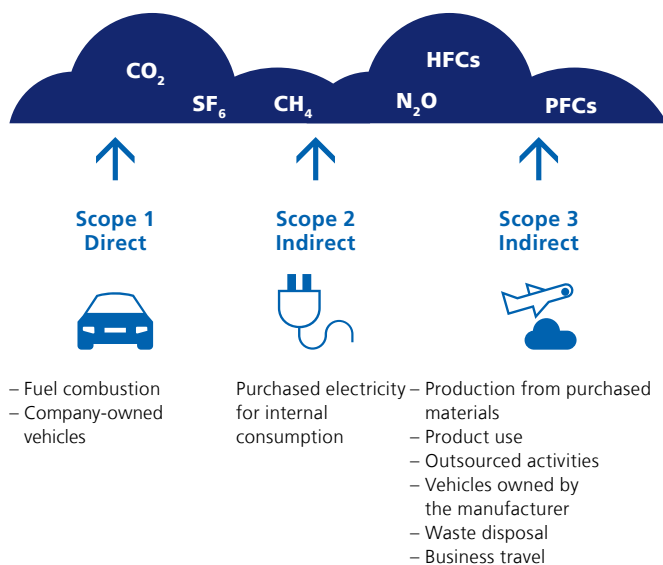 CO₂
SF₆
CH₄
HFCs
N₂O
PFCs
Scope 1
Direct
Scope 2
Indirect
Scope 3
Indirect
– Fuel combustion
– Company-owned
vehicles
Purchased electricity
for internal
consumption
– Production from purchased
materials
– Product use
– Outsourced activities
– Vehicles owned by
the manufacturer
– Waste disposal
– Business travel